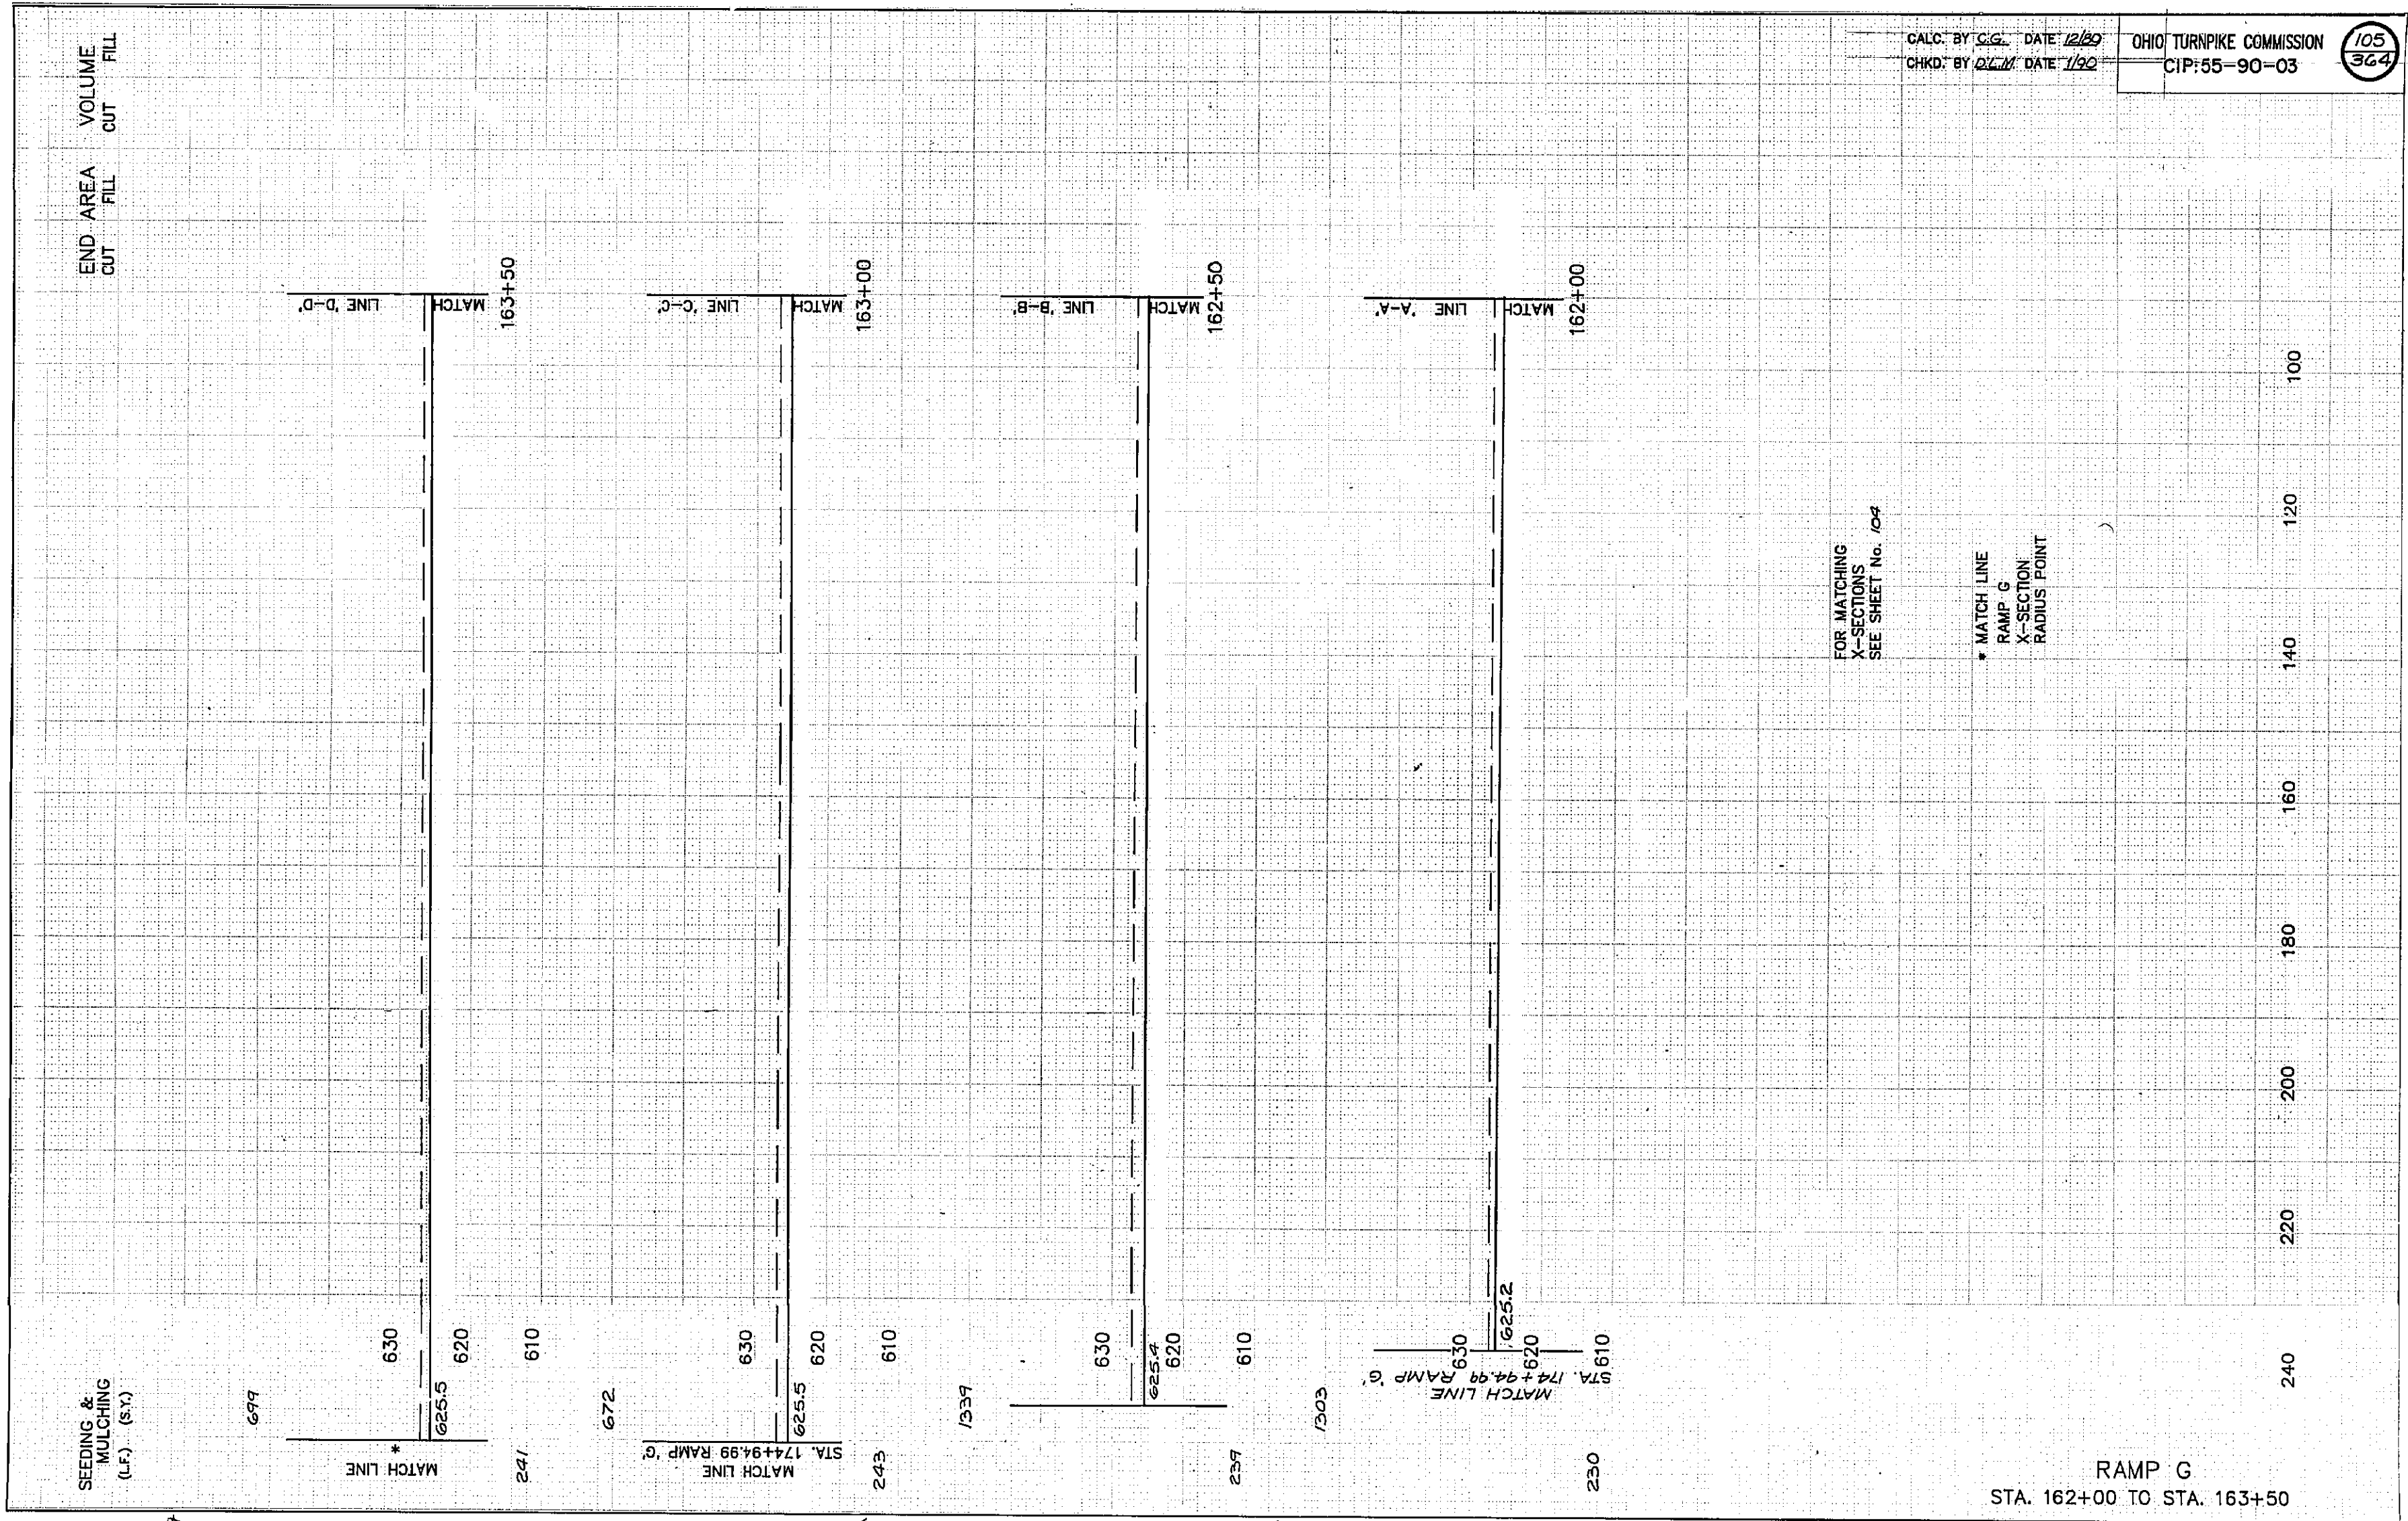 CALC. BY C.G. DATE 12/89
CHKD. BY D.L.M. DATE 1/90
OHIO TURNPIKE COMMISSION
CIP:55-90-03
105
364
END AREA VOLUME
CUT FILL CUT FILL
SEEDING &
MULCHING
(L.F.) (S.Y.)
MATCH
LINE 'D-D'
163+50
630
620
610
625.5
MATCH LINE
*
699
241
MATCH
LINE 'C-C'
163+00
630
620
610
625.5
MATCH LINE
STA. 174+94.99 RAMP 'G'
672
243
MATCH
LINE 'B-B'
162+50
630
620
610
625.4
1339
239
MATCH
LINE 'A-A'
162+00
630
620
610
625.2
MATCH LINE
STA. 174+94.99 RAMP 'G'
1303
230
FOR MATCHING
X-SECTIONS
SEE SHEET No. 104
* MATCH LINE
RAMP G
X-SECTION
RADIUS POINT
240
220
200
180
160
140
120
100
RAMP G
STA. 162+00 TO STA. 163+50